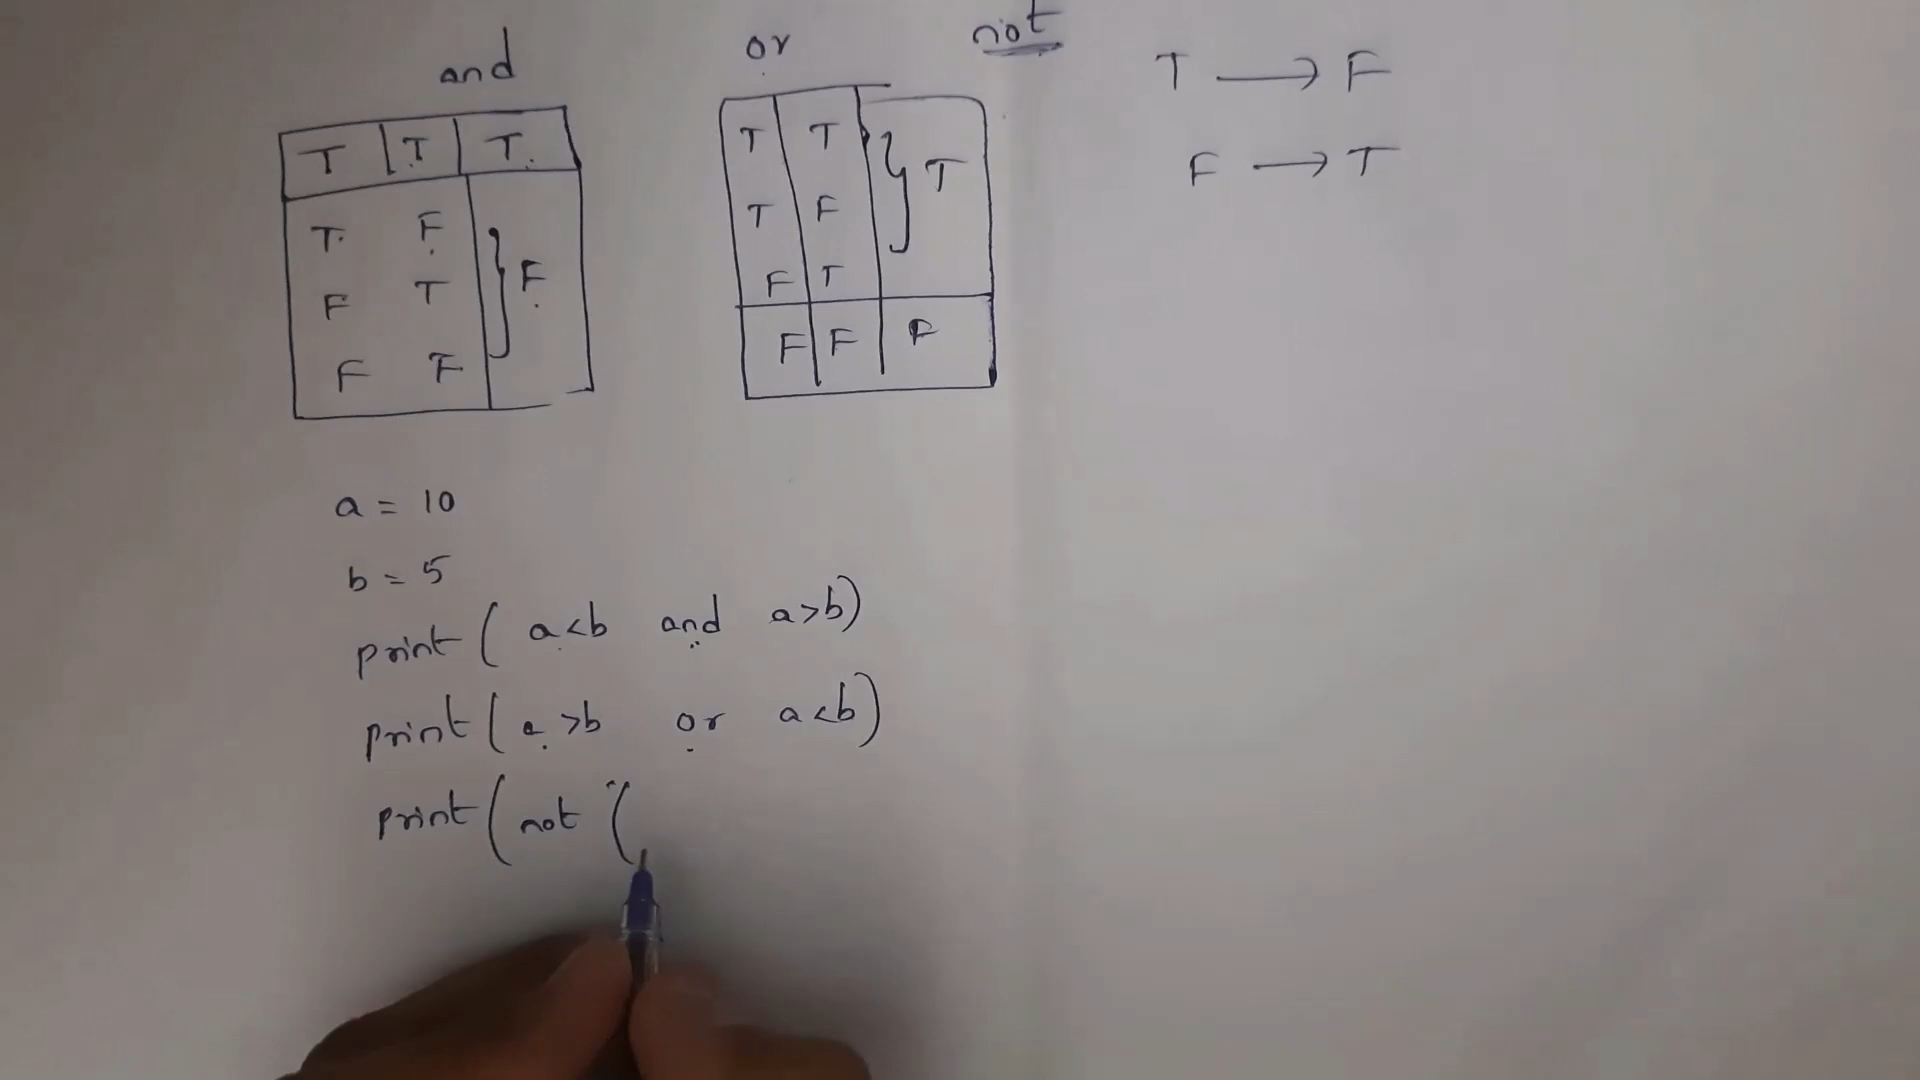 and
T T T
T F
F T F
F F
or
T T
T F T
F T
F F F
not
T → F
F → T
a = 10
b = 5
print ( a<b and a>b)
print ( a >b or a<b)
print ( not (